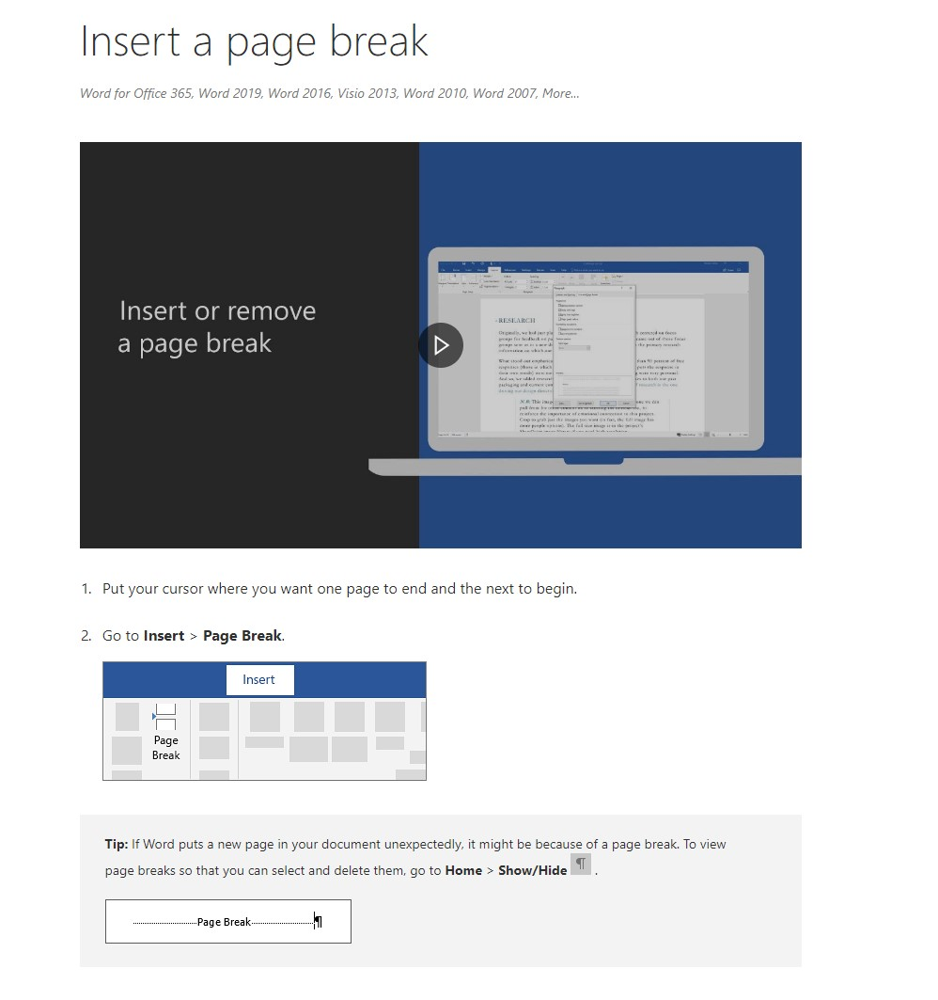 Insert a page break
Word for Office 365, Word 2019, Word 2016, Visio 2013, Word 2010, Word 2007, More...
Insert or remove
a page break
RESEARCH
1. Put your cursor where you want one page to end and the next to begin.
2. Go to Insert > Page Break.
Insert
Page
Break
Tip: If Word puts a new page in your document unexpectedly, it might be because of a page break. To view
page breaks so that you can select and delete them, go to Home > Show/Hide ¶ .
Page Break ¶